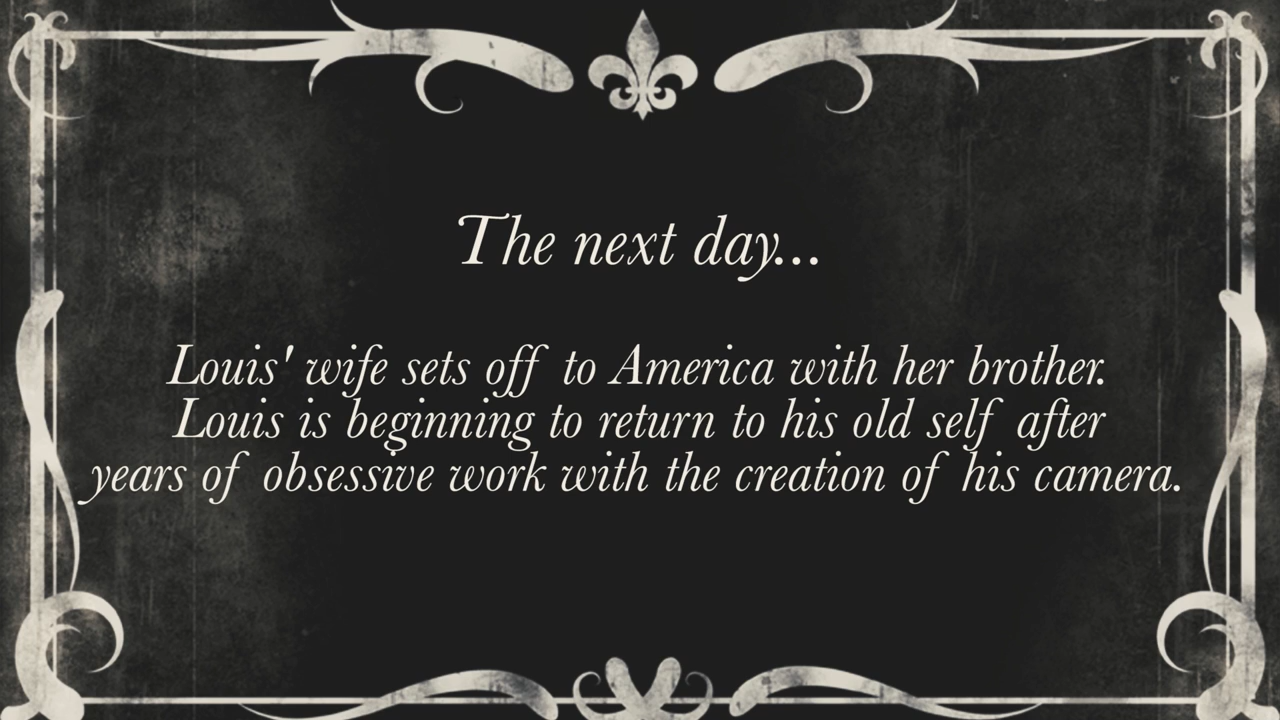 The next day...
Louis' wife sets off to America with her brother.
Louis is beginning to return to his old self after
years of obsessive work with the creation of his camera.